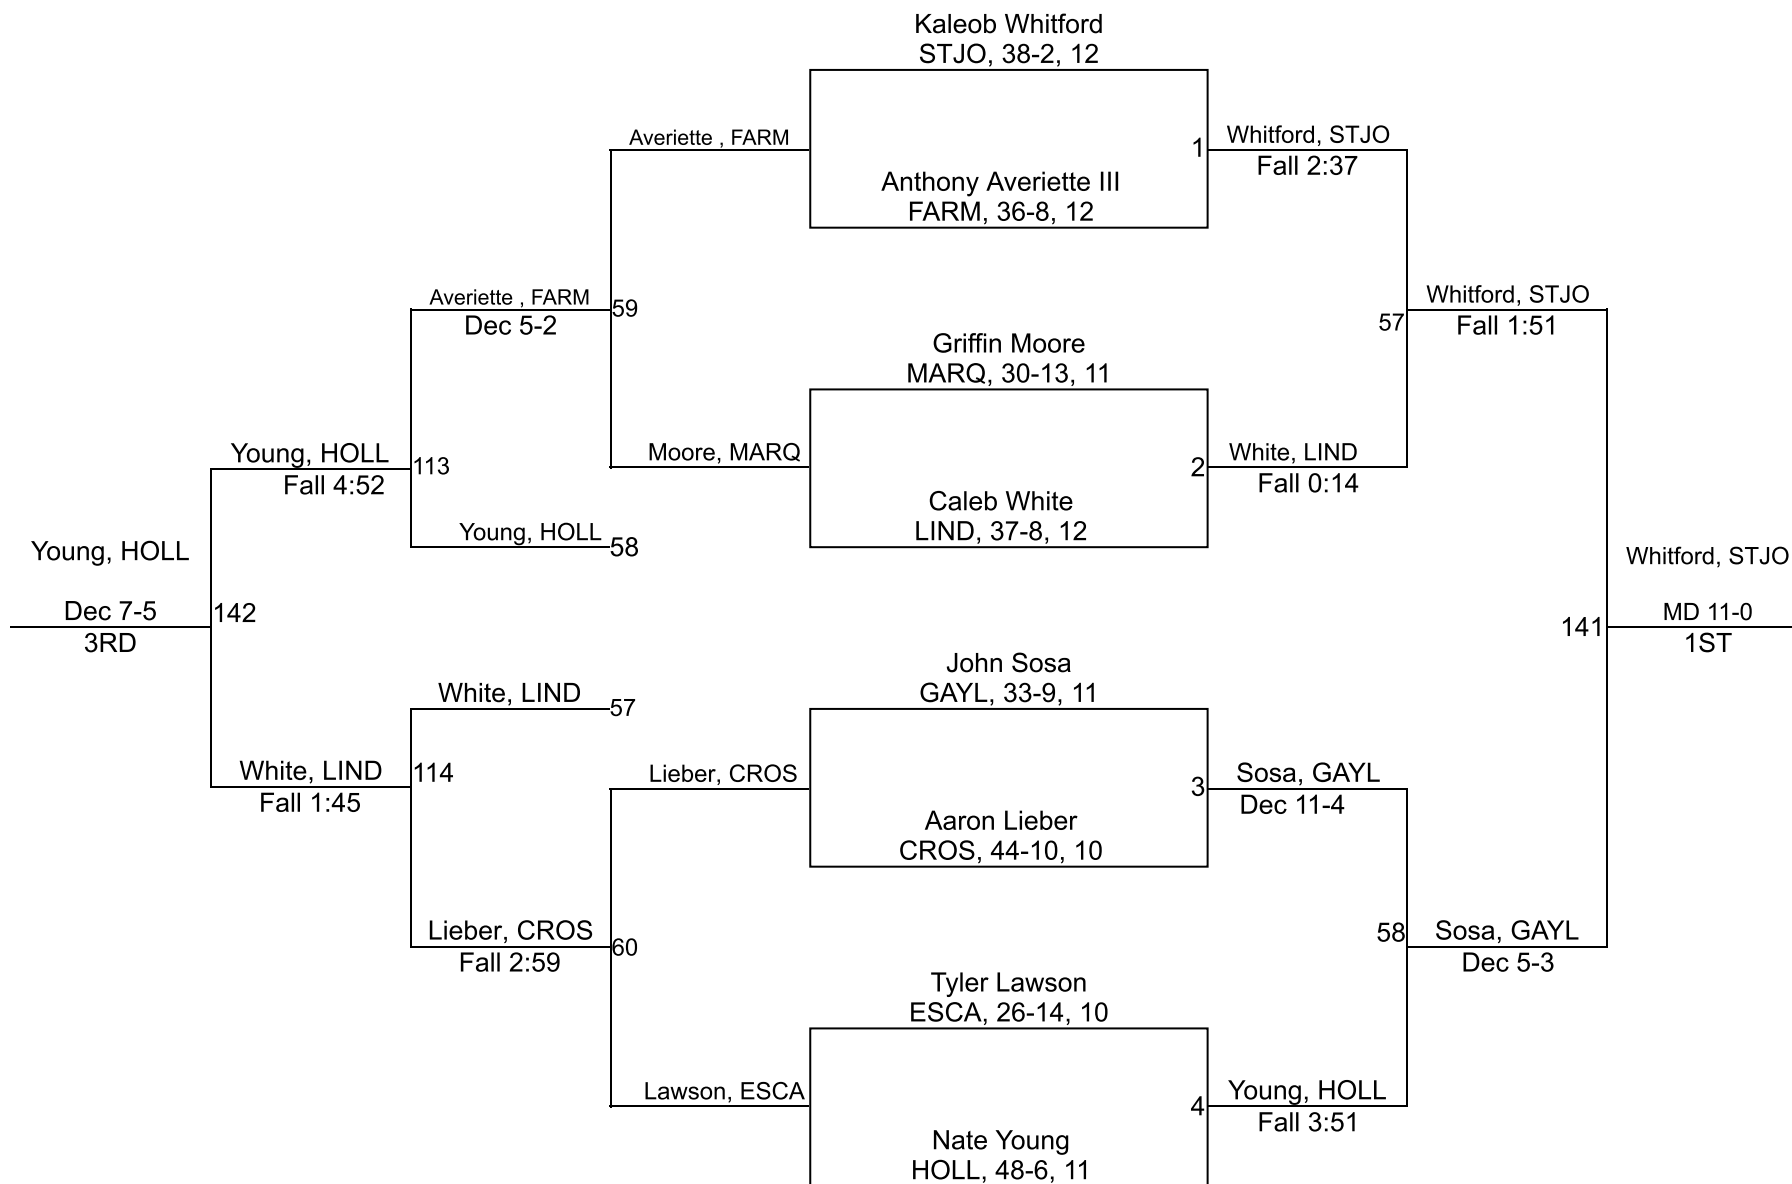 Kaleob Whitford
STJO, 38-2, 12
Averiette , FARM
1
Whitford, STJO
Fall 2:37
Anthony Averiette III
FARM, 36-8, 12
Averiette , FARM
Dec 5-2
59
57
Whitford, STJO
Fall 1:51
Griffin Moore
MARQ, 30-13, 11
Young, HOLL
Fall 4:52
113
Moore, MARQ
2
White, LIND
Fall 0:14
Caleb White
LIND, 37-8, 12
Young, HOLL
58
Young, HOLL
Dec 7-5
3RD
142
141
Whitford, STJO
MD 11-0
1ST
John Sosa
GAYL, 33-9, 11
White, LIND
57
White, LIND
Fall 1:45
114
Lieber, CROS
3
Sosa, GAYL
Dec 11-4
Aaron Lieber
CROS, 44-10, 10
Lieber, CROS
Fall 2:59
60
58
Sosa, GAYL
Dec 5-3
Tyler Lawson
ESCA, 26-14, 10
Lawson, ESCA
4
Young, HOLL
Fall 3:51
Nate Young
HOLL, 48-6, 11